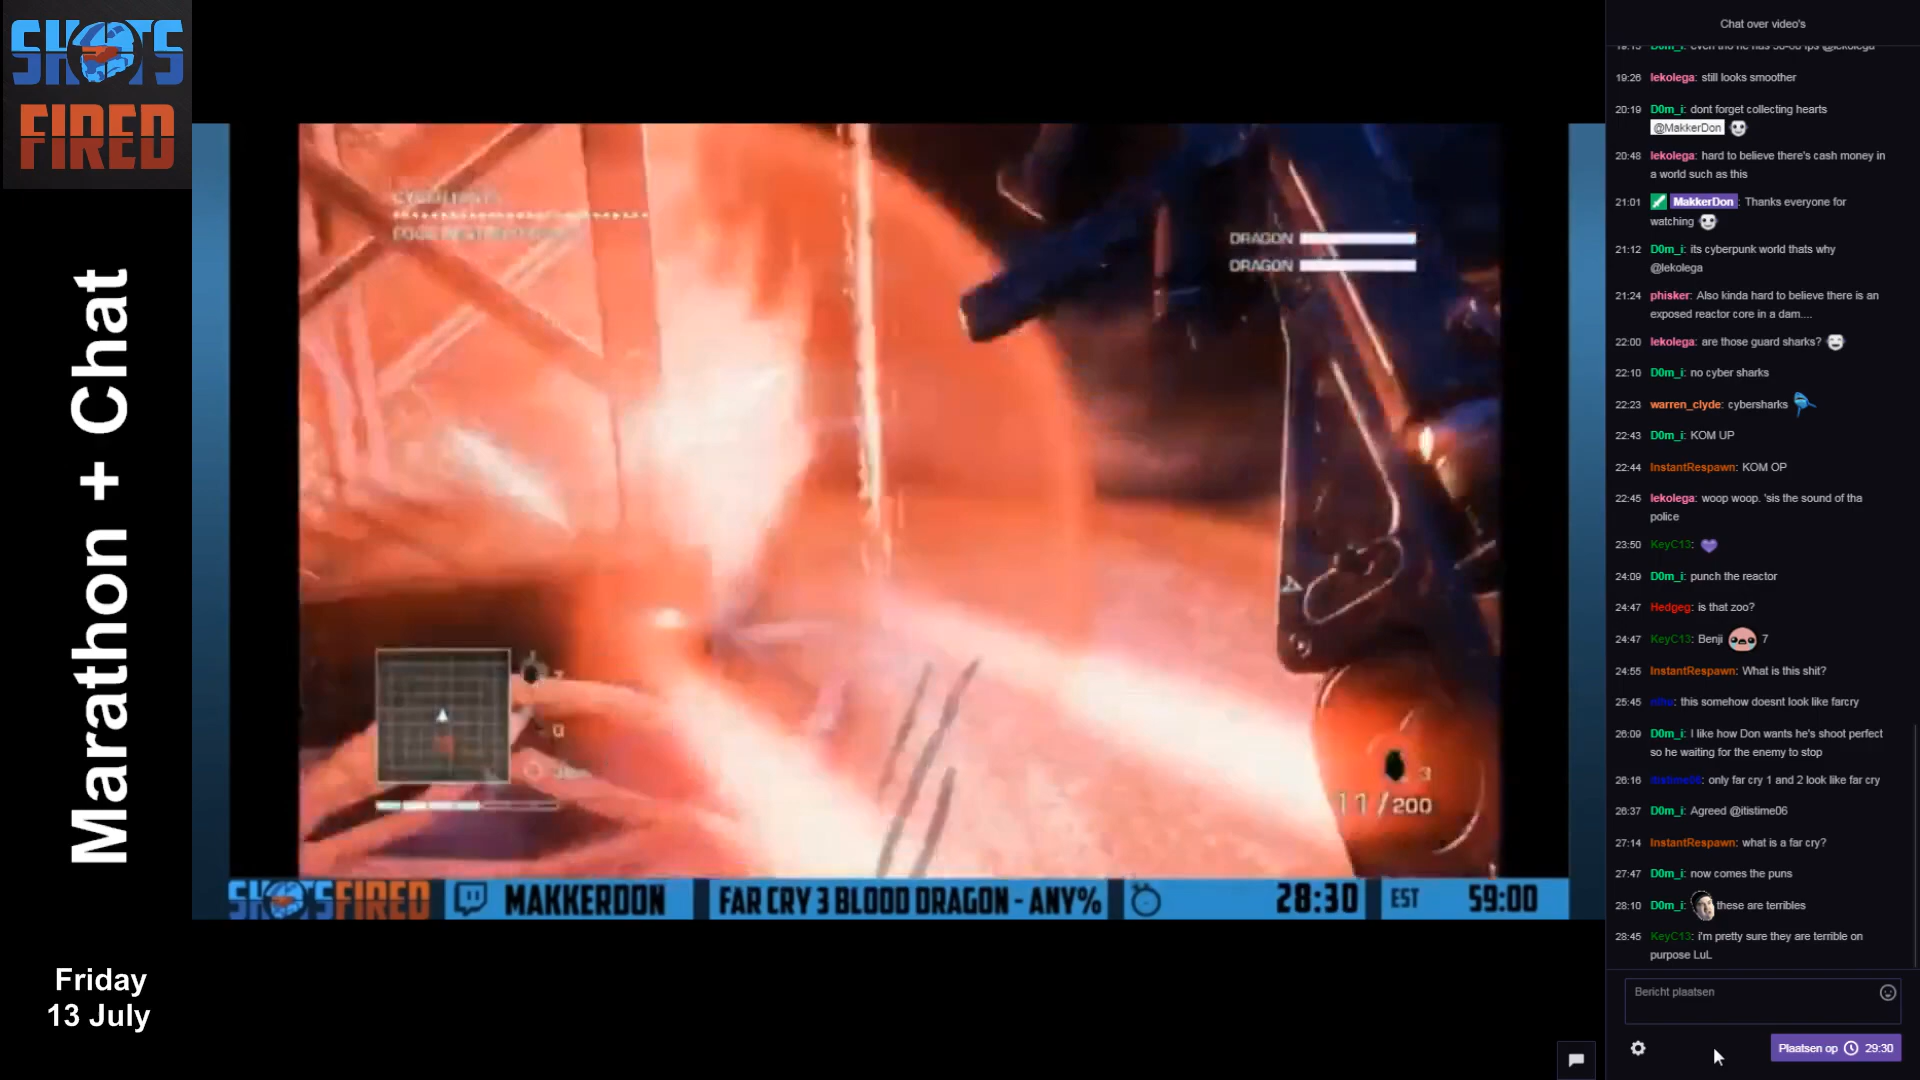 SHOTS
FIRED
Marathon + Chat
Friday
13 July
DRAGON
DRAGON
3
11/200
SHOTSFIRED
MAKKERDON
FAR CRY 3 BLOOD DRAGON - ANY%
28:30
EST
59:00
Chat over video's
19:26 lekolega: still looks smoother
20:19 D0m_i: dont forget collecting hearts
@MakkerDon
20:48 lekolega: hard to believe there's cash money in
a world such as this
21:01 MakkerDon: Thanks everyone for
watching
21:12 D0m_i: its cyberpunk world thats why
@lekolega
21:24 phisker: Also kinda hard to believe there is an
exposed reactor core in a dam....
22:00 lekolega: are those guard sharks?
22:10 D0m_i: no cyber sharks
22:23 warren_clyde: cybersharks
22:43 D0m_i: KOM UP
22:44 InstantRespawn: KOM OP
22:45 lekolega: woop woop. 'sis the sound of tha
police
23:50 KeyC13:
24:09 D0m_i: punch the reactor
24:47 Hedgeg: is that zoo?
24:47 KeyC13: Benji 7
24:55 InstantRespawn: What is this shit?
25:45 : this somehow doesnt look like farcry
26:09 D0m_i: I like how Don wants he's shoot perfect
so he waiting for the enemy to stop
26:16 itistime06: only far cry 1 and 2 look like far cry
26:37 D0m_i: Agreed @itistime06
27:14 InstantRespawn: what is a far cry?
27:47 D0m_i: now comes the puns
28:10 D0m_i: these are terribles
28:45 KeyC13: i'm pretty sure they are terrible on
purpose LuL
Bericht plaatsen
Plaatsen op 29:30